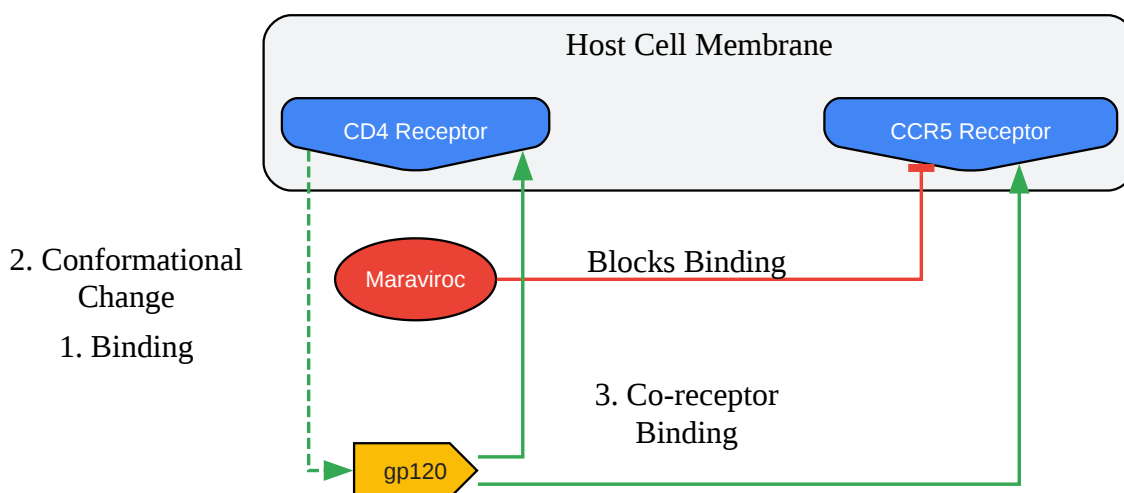 Host Cell Membrane
CD4 Receptor
CCR5 Receptor
2. Conformational
Change
Maraviroc
Blocks Binding
1. Binding
3. Co-receptor
Binding
gp120